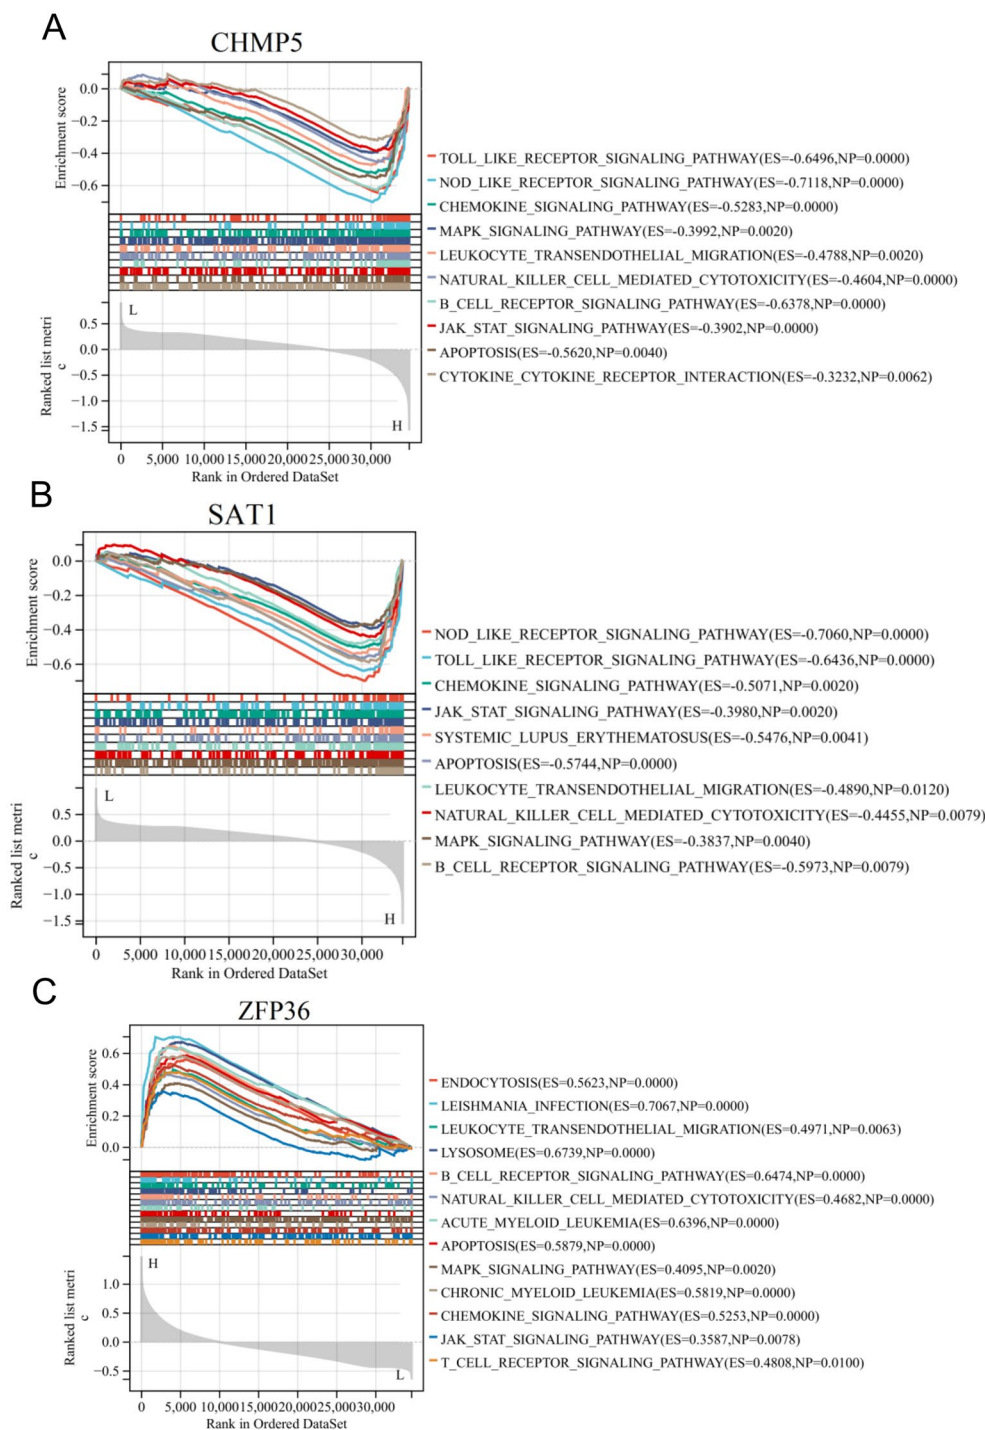 A
CHMP5
Enrichment score
0.0
−0.2
−0.4
−0.6
TOLL_LIKE_RECEPTOR_SIGNALING_PATHWAY(ES=-0.6496,NP=0.0000)
NOD_LIKE_RECEPTOR_SIGNALING_PATHWAY(ES=-0.7118,NP=0.0000)
CHEMOKINE_SIGNALING_PATHWAY(ES=-0.5283,NP=0.0000)
MAPK_SIGNALING_PATHWAY(ES=-0.3992,NP=0.0020)
LEUKOCYTE_TRANSENDOTHELIAL_MIGRATION(ES=-0.4788,NP=0.0020)
NATURAL_KILLER_CELL_MEDIATED_CYTOTOXICITY(ES=-0.4604,NP=0.0000)
B_CELL_RECEPTOR_SIGNALING_PATHWAY(ES=-0.6378,NP=0.0000)
JAK_STAT_SIGNALING_PATHWAY(ES=-0.3902,NP=0.0000)
APOPTOSIS(ES=-0.5620,NP=0.0040)
CYTOKINE_CYTOKINE_RECEPTOR_INTERACTION(ES=-0.3232,NP=0.0062)
Ranked list metri
c
L
0.5
0.0
−0.5
−1.0
−1.5
H
0 5,000 10,000 15,000 20,000 25,000 30,000
Rank in Ordered DataSet
B
SAT1
Enrichment score
0.0
−0.2
−0.4
−0.6
NOD_LIKE_RECEPTOR_SIGNALING_PATHWAY(ES=-0.7060,NP=0.0000)
TOLL_LIKE_RECEPTOR_SIGNALING_PATHWAY(ES=-0.6436,NP=0.0000)
CHEMOKINE_SIGNALING_PATHWAY(ES=-0.5071,NP=0.0020)
JAK_STAT_SIGNALING_PATHWAY(ES=-0.3980,NP=0.0020)
SYSTEMIC_LUPUS_ERYTHEMATOSUS(ES=-0.5476,NP=0.0041)
APOPTOSIS(ES=-0.5744,NP=0.0000)
LEUKOCYTE_TRANSENDOTHELIAL_MIGRATION(ES=-0.4890,NP=0.0120)
NATURAL_KILLER_CELL_MEDIATED_CYTOTOXICITY(ES=-0.4455,NP=0.0079)
MAPK_SIGNALING_PATHWAY(ES=-0.3837,NP=0.0040)
B_CELL_RECEPTOR_SIGNALING_PATHWAY(ES=-0.5973,NP=0.0079)
Ranked list metri
c
L
0.5
0.0
−0.5
−1.0
−1.5
H
0 5,000 10,000 15,000 20,000 25,000 30,000
Rank in Ordered DataSet
C
ZFP36
Enrichment score
0.6
0.4
0.2
0.0
ENDOCYTOSIS(ES=0.5623,NP=0.0000)
LEISHMANIA_INFECTION(ES=0.7067,NP=0.0000)
LEUKOCYTE_TRANSENDOTHELIAL_MIGRATION(ES=0.4971,NP=0.0063)
LYSOSOME(ES=0.6739,NP=0.0000)
B_CELL_RECEPTOR_SIGNALING_PATHWAY(ES=0.6474,NP=0.0000)
NATURAL_KILLER_CELL_MEDIATED_CYTOTOXICITY(ES=0.4682,NP=0.0000)
ACUTE_MYELOID_LEUKEMIA(ES=0.6396,NP=0.0000)
APOPTOSIS(ES=0.5879,NP=0.0000)
MAPK_SIGNALING_PATHWAY(ES=0.4095,NP=0.0020)
CHRONIC_MYELOID_LEUKEMIA(ES=0.5819,NP=0.0000)
CHEMOKINE_SIGNALING_PATHWAY(ES=0.5253,NP=0.0000)
JAK_STAT_SIGNALING_PATHWAY(ES=0.3587,NP=0.0078)
T_CELL_RECEPTOR_SIGNALING_PATHWAY(ES=0.4808,NP=0.0100)
Ranked list metri
c
H
1.0
0.5
0.0
−0.5
L
0 5,000 10,000 15,000 20,000 25,000 30,000
Rank in Ordered DataSet